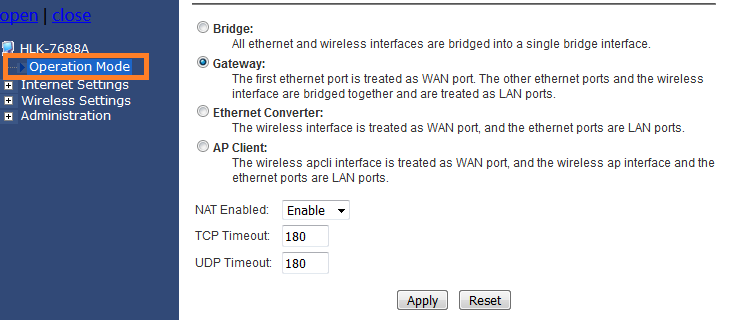 open | close
HLK-7688A
Operation Mode
Internet Settings
Wireless Settings
Administration
Bridge:
All ethernet and wireless interfaces are bridged into a single bridge interface.
Gateway:
The first ethernet port is treated as WAN port. The other ethernet ports and the wireless
interface are bridged together and are treated as LAN ports.
Ethernet Converter:
The wireless interface is treated as WAN port, and the ethernet ports are LAN ports.
AP Client:
The wireless apcli interface is treated as WAN port, and the wireless ap interface and the
ethernet ports are LAN ports.
NAT Enabled: Enable
TCP Timeout: 180
UDP Timeout: 180
Apply Reset